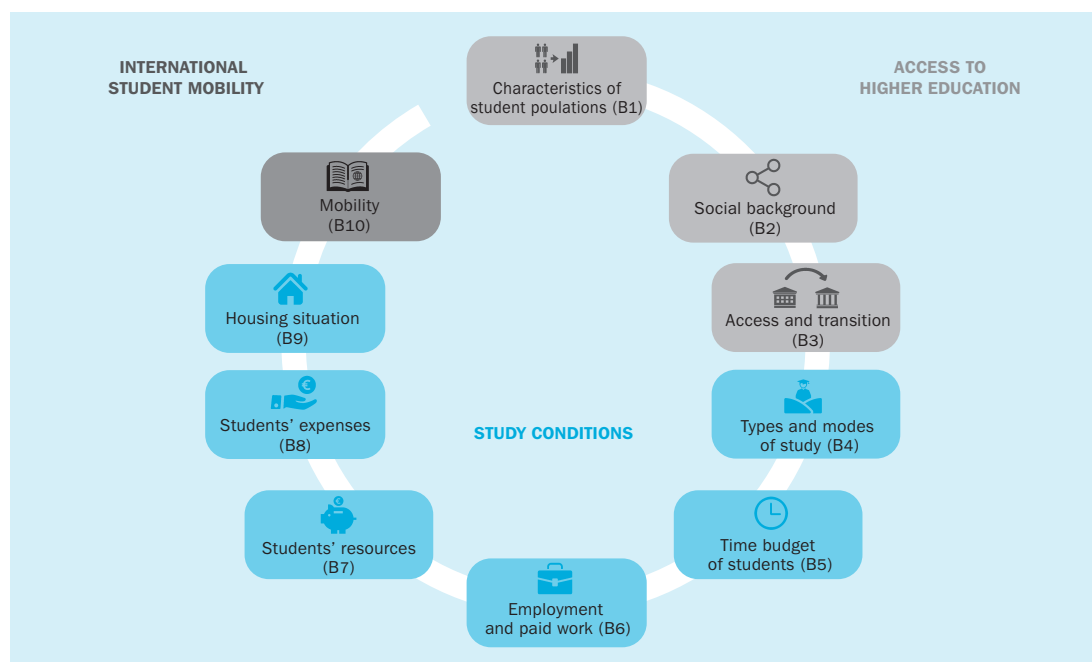 INTERNATIONAL
STUDENT MOBILITY
ACCESS TO
HIGHER EDUCATION
Characteristics of
student poulations (B1)
Social background
(B2)
Access and transition
(B3)
Types and modes
of study (B4)
Time budget
of students (B5)
Employment
and paid work (B6)
Students’ resources
(B7)
Students’ expenses
(B8)
Housing situation
(B9)
Mobility
(B10)
STUDY CONDITIONS